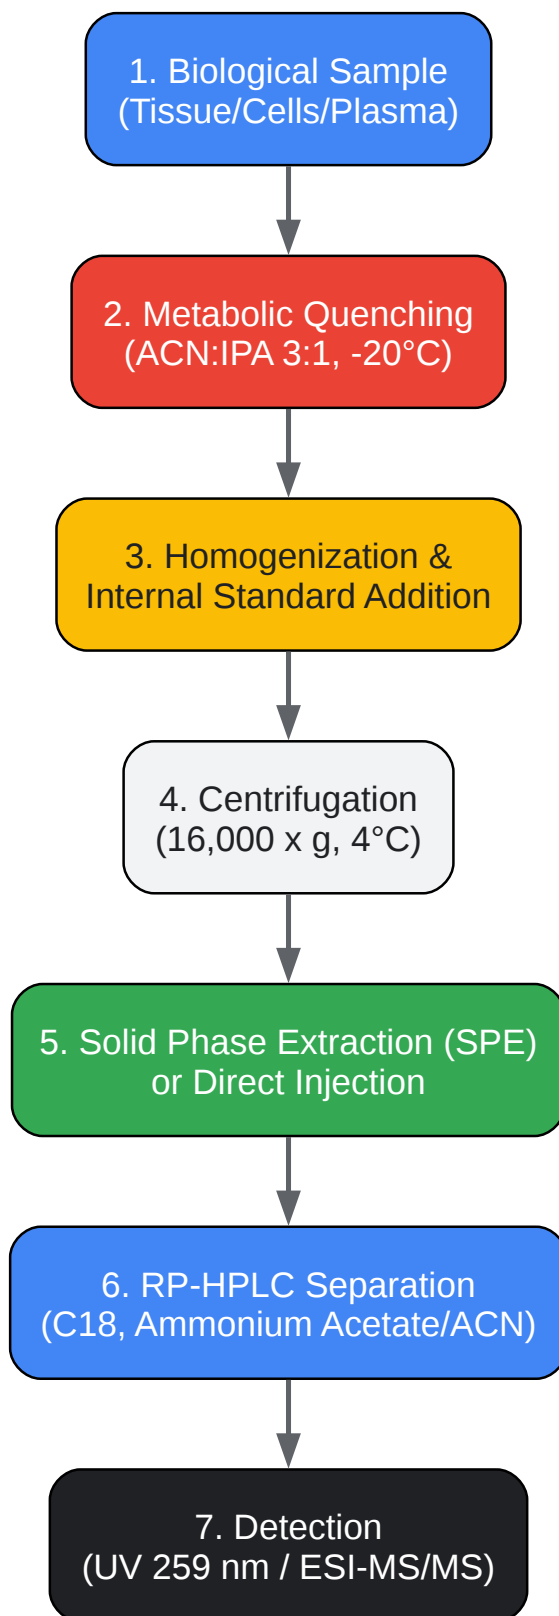 1. Biological Sample
(Tissue/Cells/Plasma)
2. Metabolic Quenching
(ACN:IPA 3:1, -20°C)
3. Homogenization &
Internal Standard Addition
4. Centrifugation
(16,000 x g, 4°C)
5. Solid Phase Extraction (SPE)
or Direct Injection
6. RP-HPLC Separation
(C18, Ammonium Acetate/ACN)
7. Detection
(UV 259 nm / ESI-MS/MS)